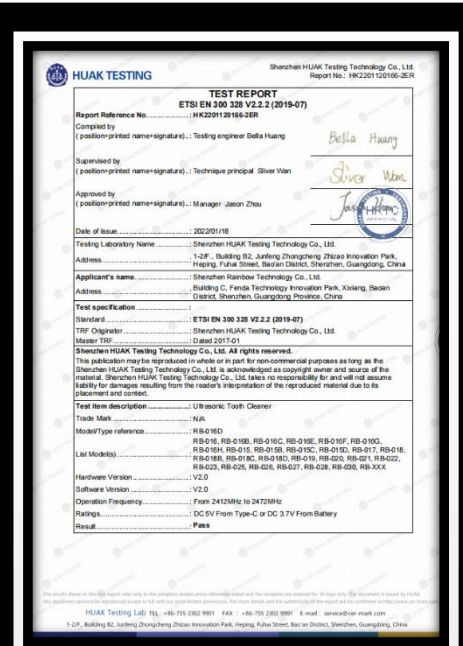 HUAK TESTING
Shenzhen HUAK Testing Technology Co., Ltd.
Report No.: HK2201120166-2ER
TEST REPORT
ETSI EN 300 328 V2.2.2 (2019-07)
Report Reference No.: HK2201120166-2ER
Compiled by
( position+printed name+signature)..: Testing engineer Bella Huang
Bella Huang
Supervised by
( position+printed name+signature)..: Technique principal Sliver Wan
Sliver Wan
Approved by
( position+printed name+signature)..: Manager Jason Zhou
Date of issue: 2022/01/18
Testing Laboratory Name: Shenzhen HUAK Testing Technology Co., Ltd.
Address: 1-2/F., Building B2, Junfeng Zhongcheng Zhizao Innovation Park,
Heping, Fuhai Street, Bao'an District, Shenzhen, Guangdong, China
Applicant's name: Shenzhen Rainbow Technology Co., Ltd.
Address: Building C, Fenda Technology Innovation Park, Xixiang, Baoan
District, Shenzhen, Guangdong Province, China
Test specification :
Standard: ETSI EN 300 328 V2.2.2 (2019-07)
TRF Originator: Shenzhen HUAK Testing Technology Co., Ltd.
Master TRF: Dated 2017-01
Shenzhen HUAK Testing Technology Co., Ltd. All rights reserved.
This publication may be reproduced in whole or in part for non-commercial purposes as long as the
Shenzhen HUAK Testing Technology Co., Ltd. is acknowledged as copyright owner and source of the
material. Shenzhen HUAK Testing Technology Co., Ltd. takes no responsibility for and will not assume
liability for damages resulting from the reader's interpretation of the reproduced material due to its
placement and context.
Test item description: Ultrasonic Tooth Cleaner
Trade Mark: N/A
Model/Type reference: RB-016D
List Model(s): RB-016, RB-016B, RB-016C, RB-016E, RB-016F, RB-016G,
RB-016H, RB-015, RB-015B, RB-015C, RB-015D, RB-017, RB-018,
RB-018B, RB-018C, RB-018D, RB-019, RB-020, RB-021, RB-022,
RB-023, RB-025, RB-026, RB-027, RB-028, RB-030, RB-XXX
Hardware Version: V2.0
Software Version: V2.0
Operation Frequency: From 2412MHz to 2472MHz
Ratings: DC 5V From Type-C or DC 3.7V From Battery
Result: Pass
HUAK Testing Lab TEL : +86-755 2302 9901 FAX : +86-755 2302 9901 E-mail : service@cer-mark.com
1-2/F., Building B2, Junfeng Zhongcheng Zhizao Innovation Park, Heping, Fuhai Street, Bao'an District, Shenzhen, Guangdong, China